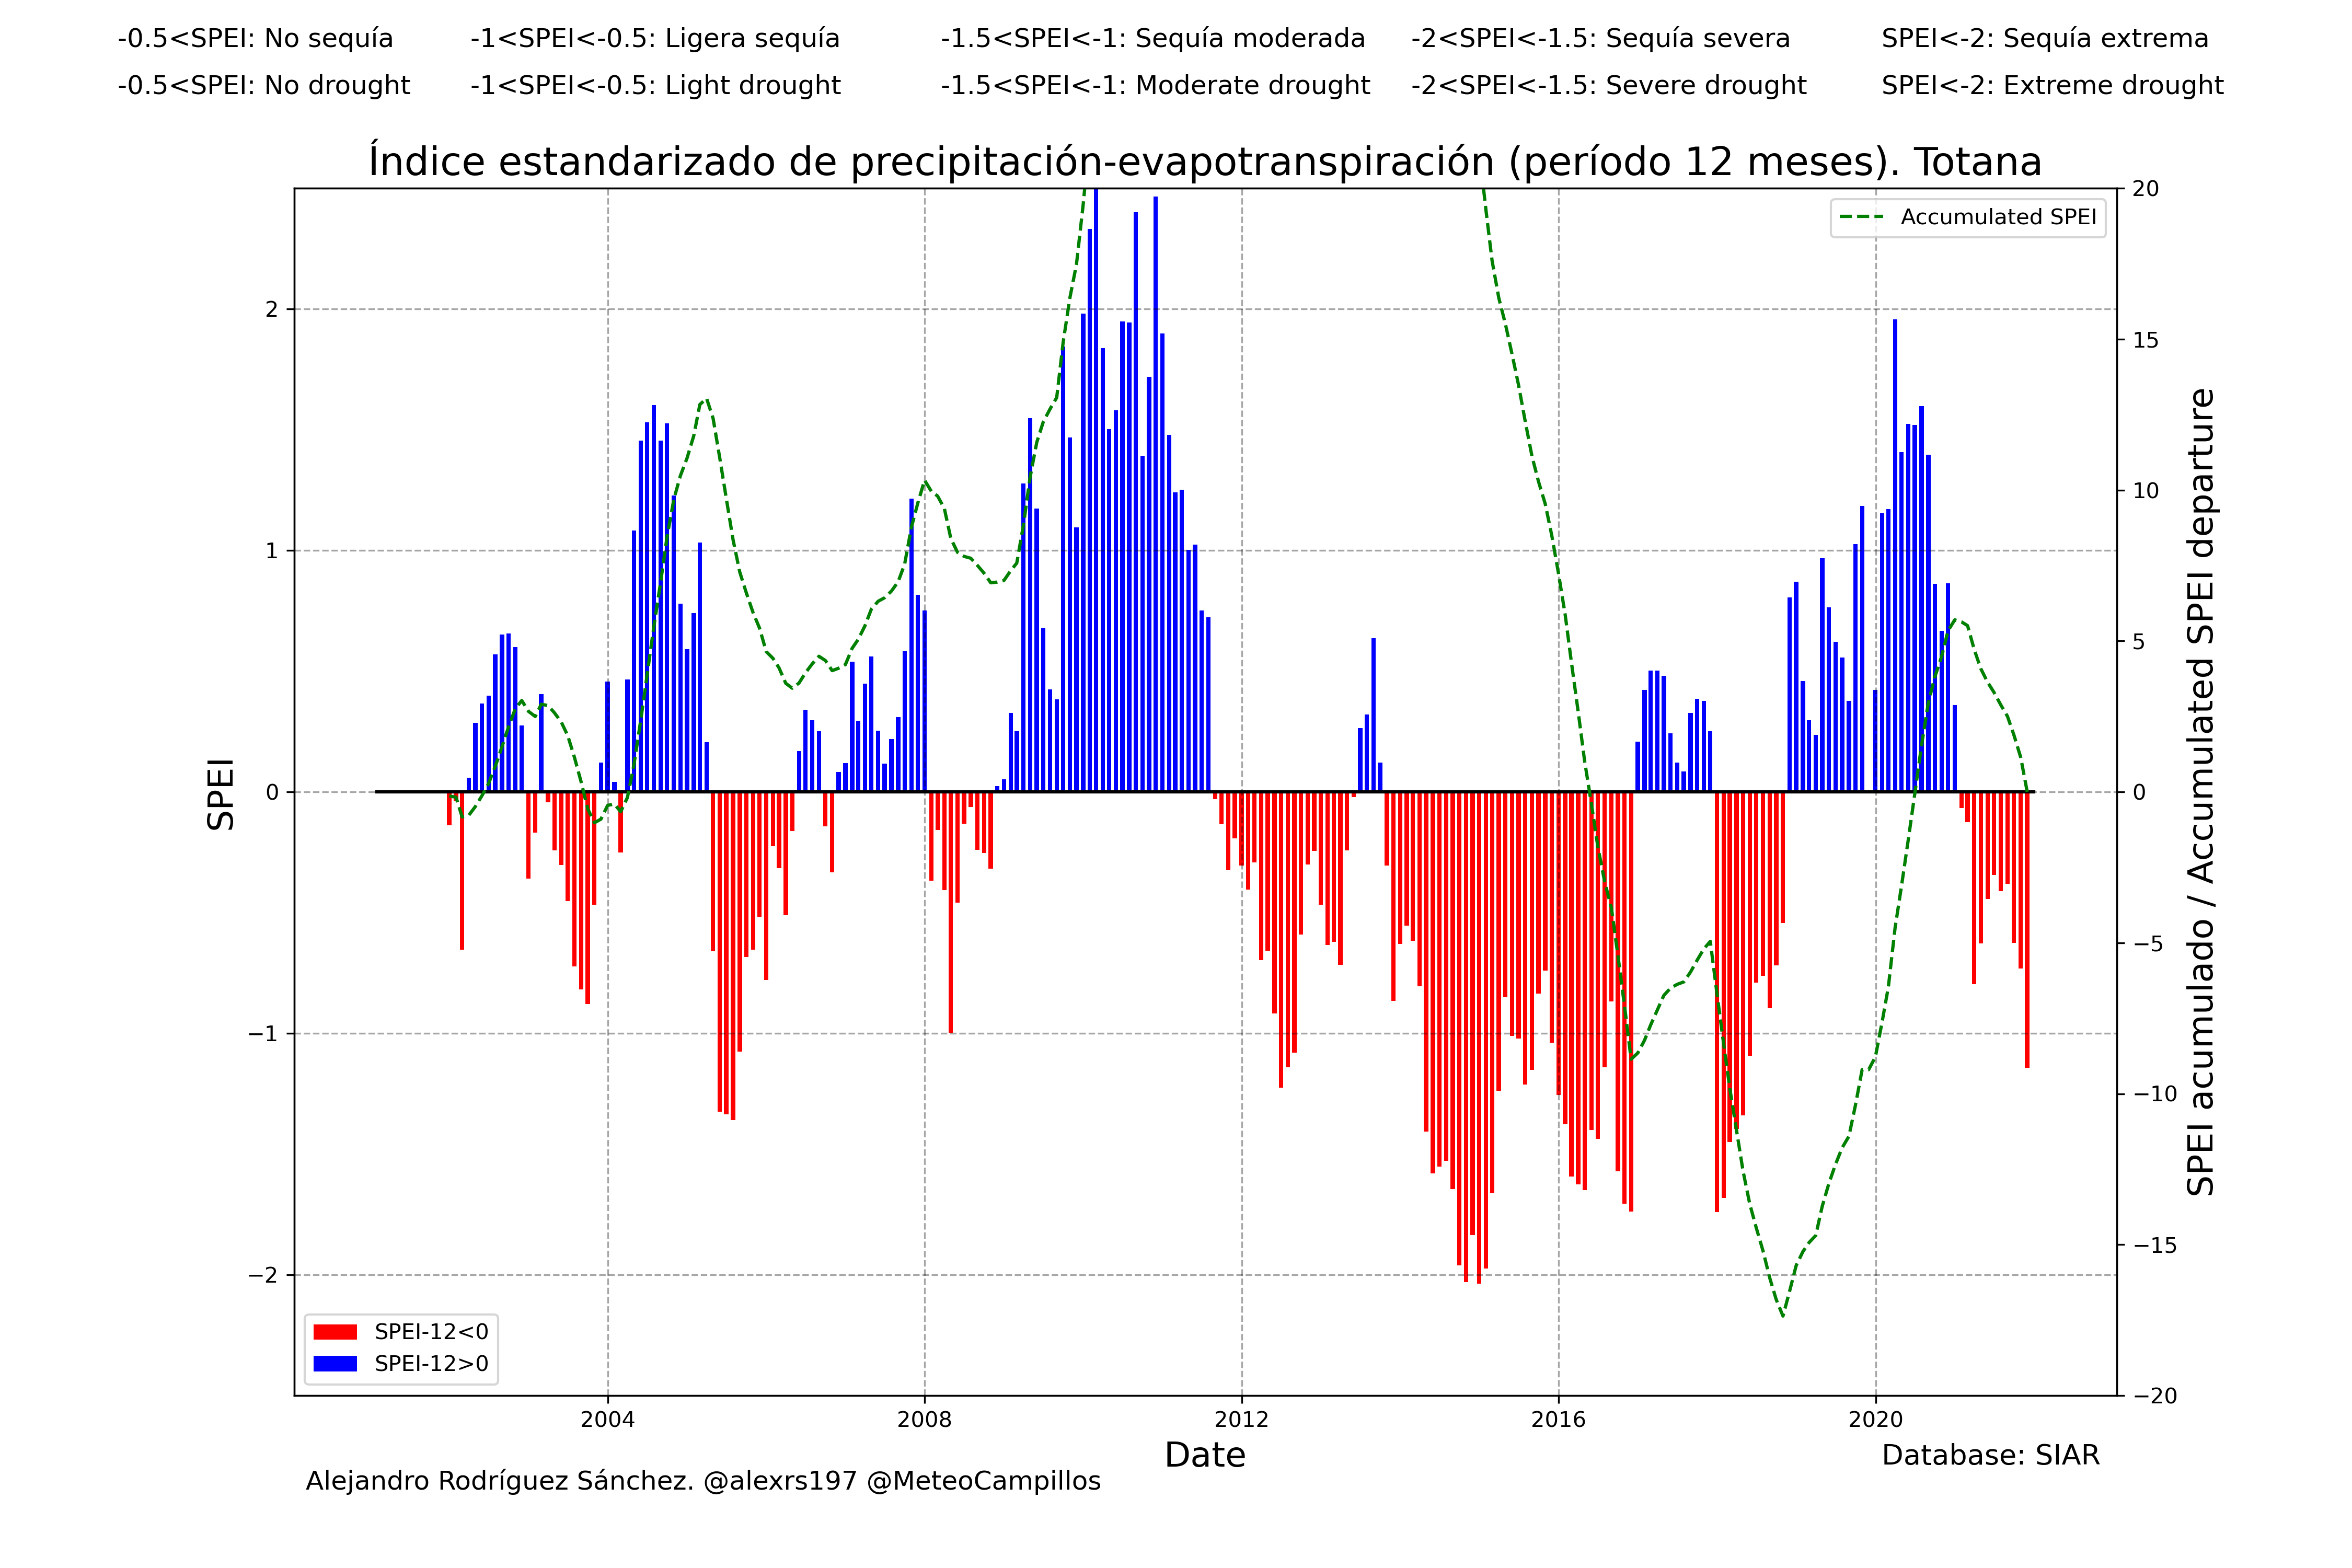 -0.5<SPEI: No sequía -1<SPEI<-0.5: Ligera sequía -1.5<SPEI<-1: Sequía moderada -2<SPEI<-1.5: Sequía severa SPEI<-2: Sequía extrema
-0.5<SPEI: No drought -1<SPEI<-0.5: Light drought -1.5<SPEI<-1: Moderate drought -2<SPEI<-1.5: Severe drought SPEI<-2: Extreme drought
Índice estandarizado de precipitación-evapotranspiración (período 12 meses). Totana
Accumulated SPEI
2
1
0
−1
−2
SPEI
20
15
10
5
0
−5
−10
−15
−20
SPEI acumulado / Accumulated SPEI departure
SPEI-12<0
SPEI-12>0
2004 2008 2012 2016 2020
Date
Database: SIAR
Alejandro Rodríguez Sánchez. @alexrs197 @MeteoCampillos